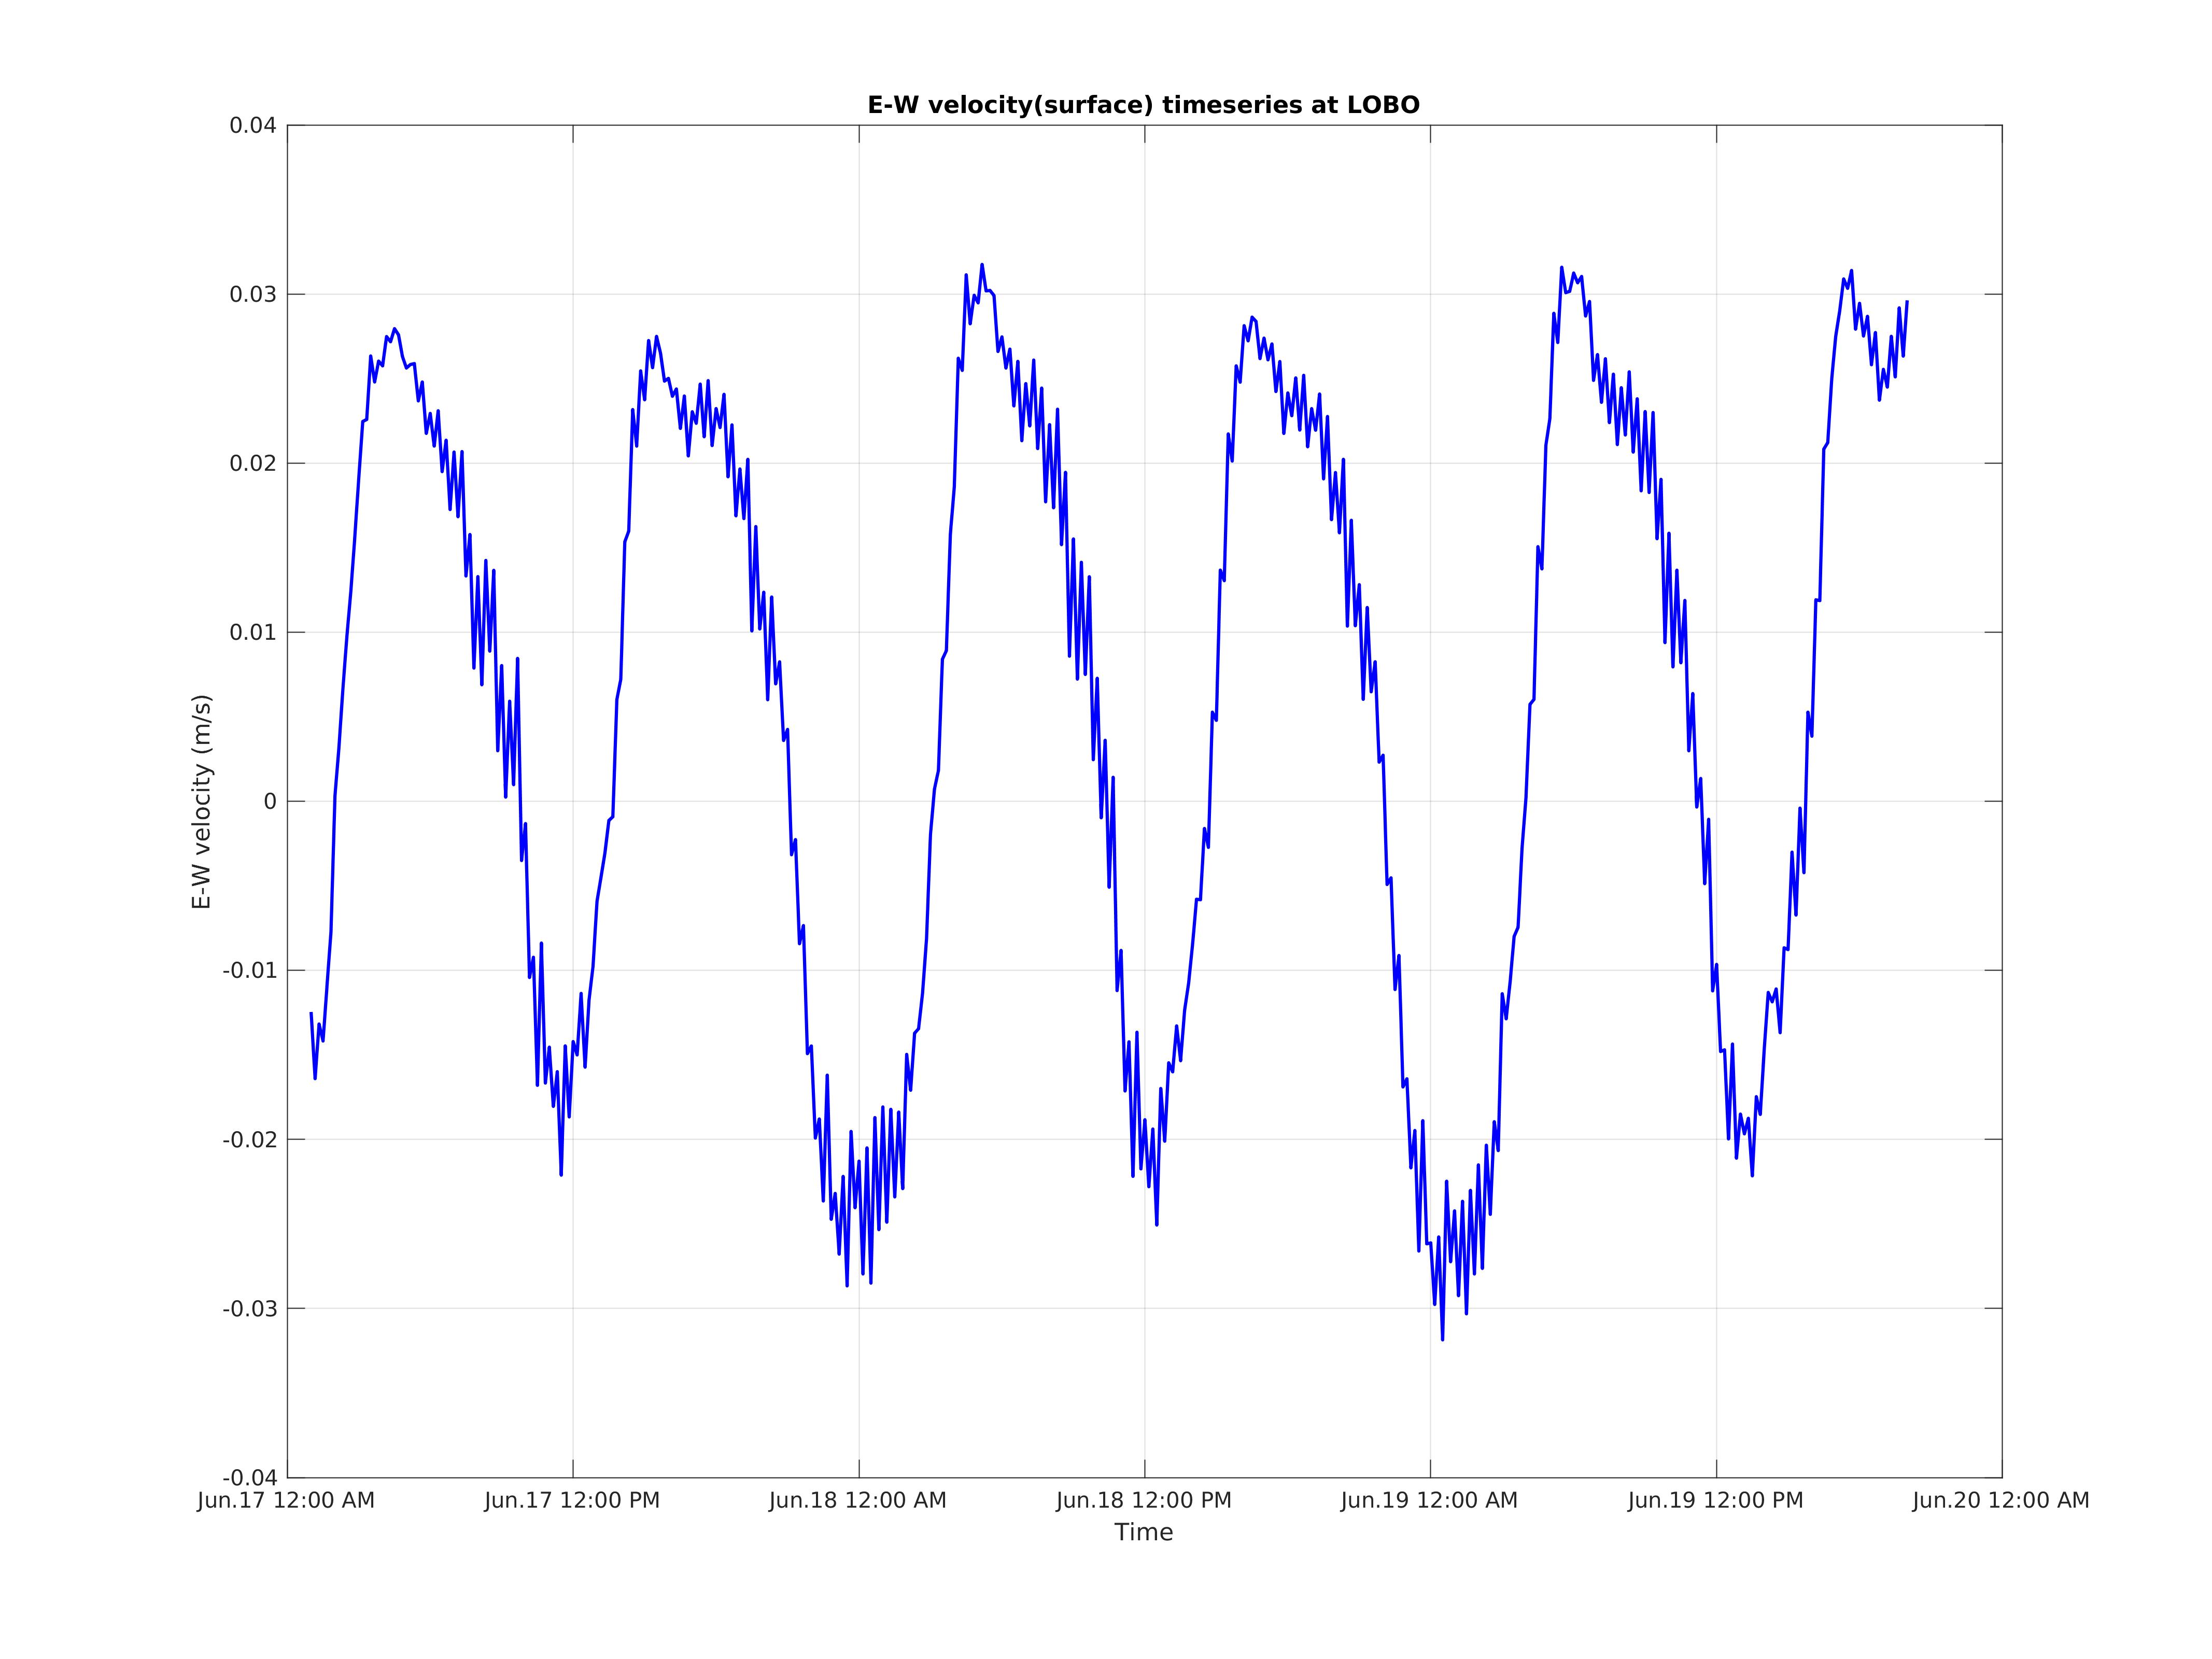 E-W velocity(surface) timeseries at LOBO
0.04
0.03
0.02
0.01
0
-0.01
-0.02
-0.03
-0.04
E-W velocity (m/s)
Jun.17 12:00 AM Jun.17 12:00 PM Jun.18 12:00 AM Jun.18 12:00 PM Jun.19 12:00 AM Jun.19 12:00 PM Jun.20 12:00 AM
Time